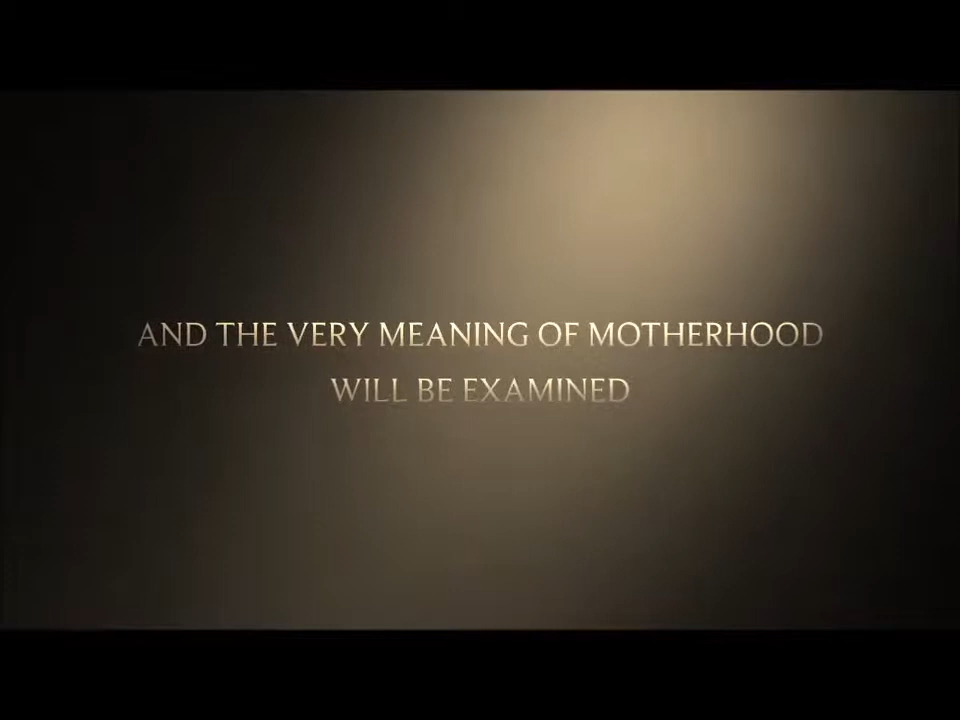 AND THE VERY MEANING OF MOTHERHOOD
WILL BE EXAMINED